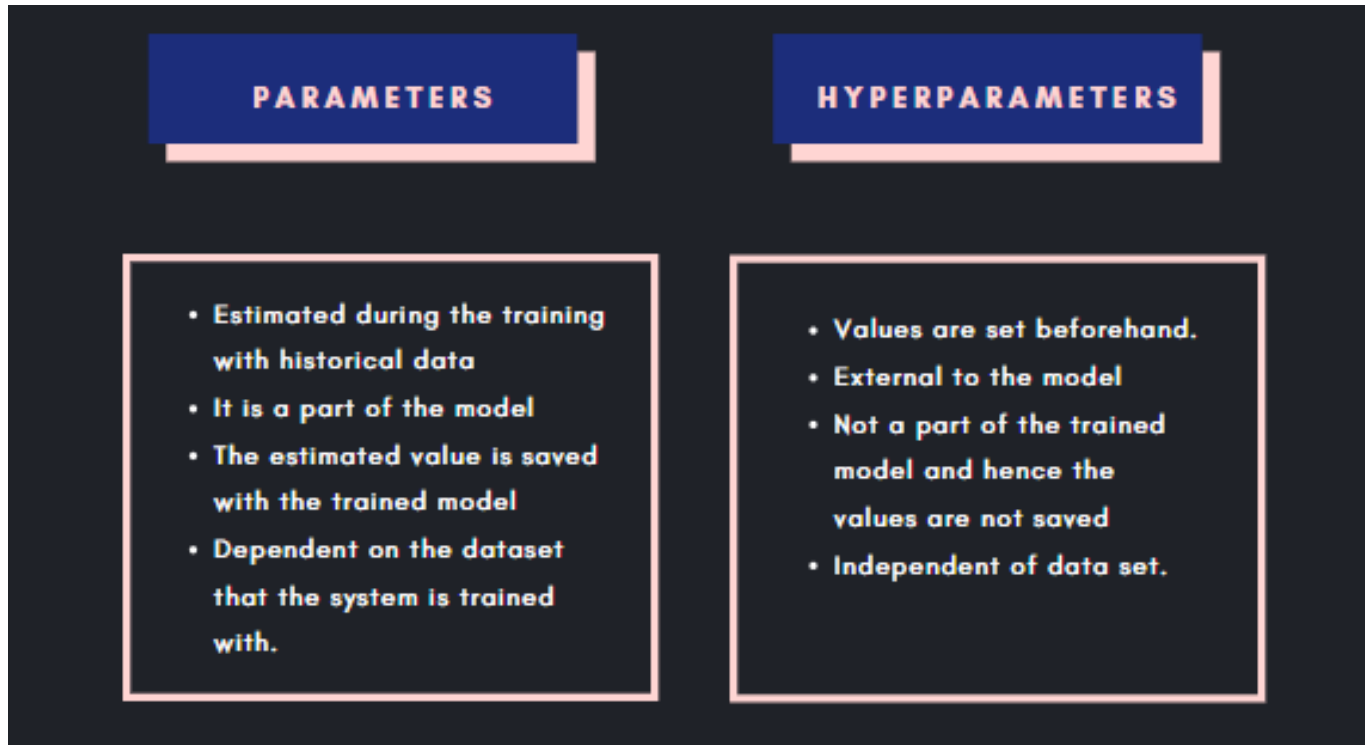 PARAMETERS
HYPERPARAMETERS
• Estimated during the training
with historical data
• It is a part of the model
• The estimated value is saved
with the trained model
• Dependent on the dataset
that the system is trained
with.
• Values are set beforehand.
• External to the model
• Not a part of the trained
model and hence the
values are not saved
• Independent of data set.